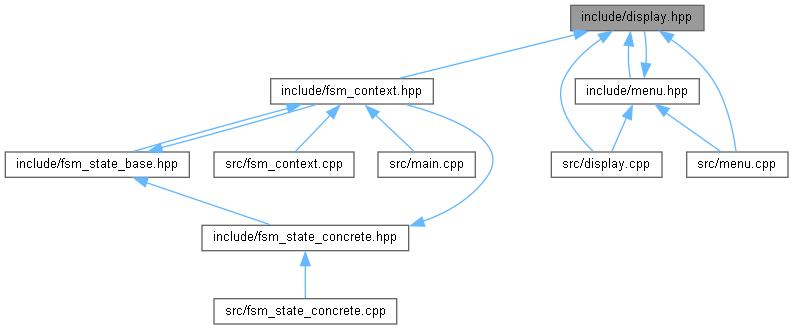 include/display.hpp
include/fsm_context.hpp
include/menu.hpp
include/fsm_state_base.hpp
src/fsm_context.cpp
src/main.cpp
src/display.cpp
src/menu.cpp
include/fsm_state_concrete.hpp
src/fsm_state_concrete.cpp